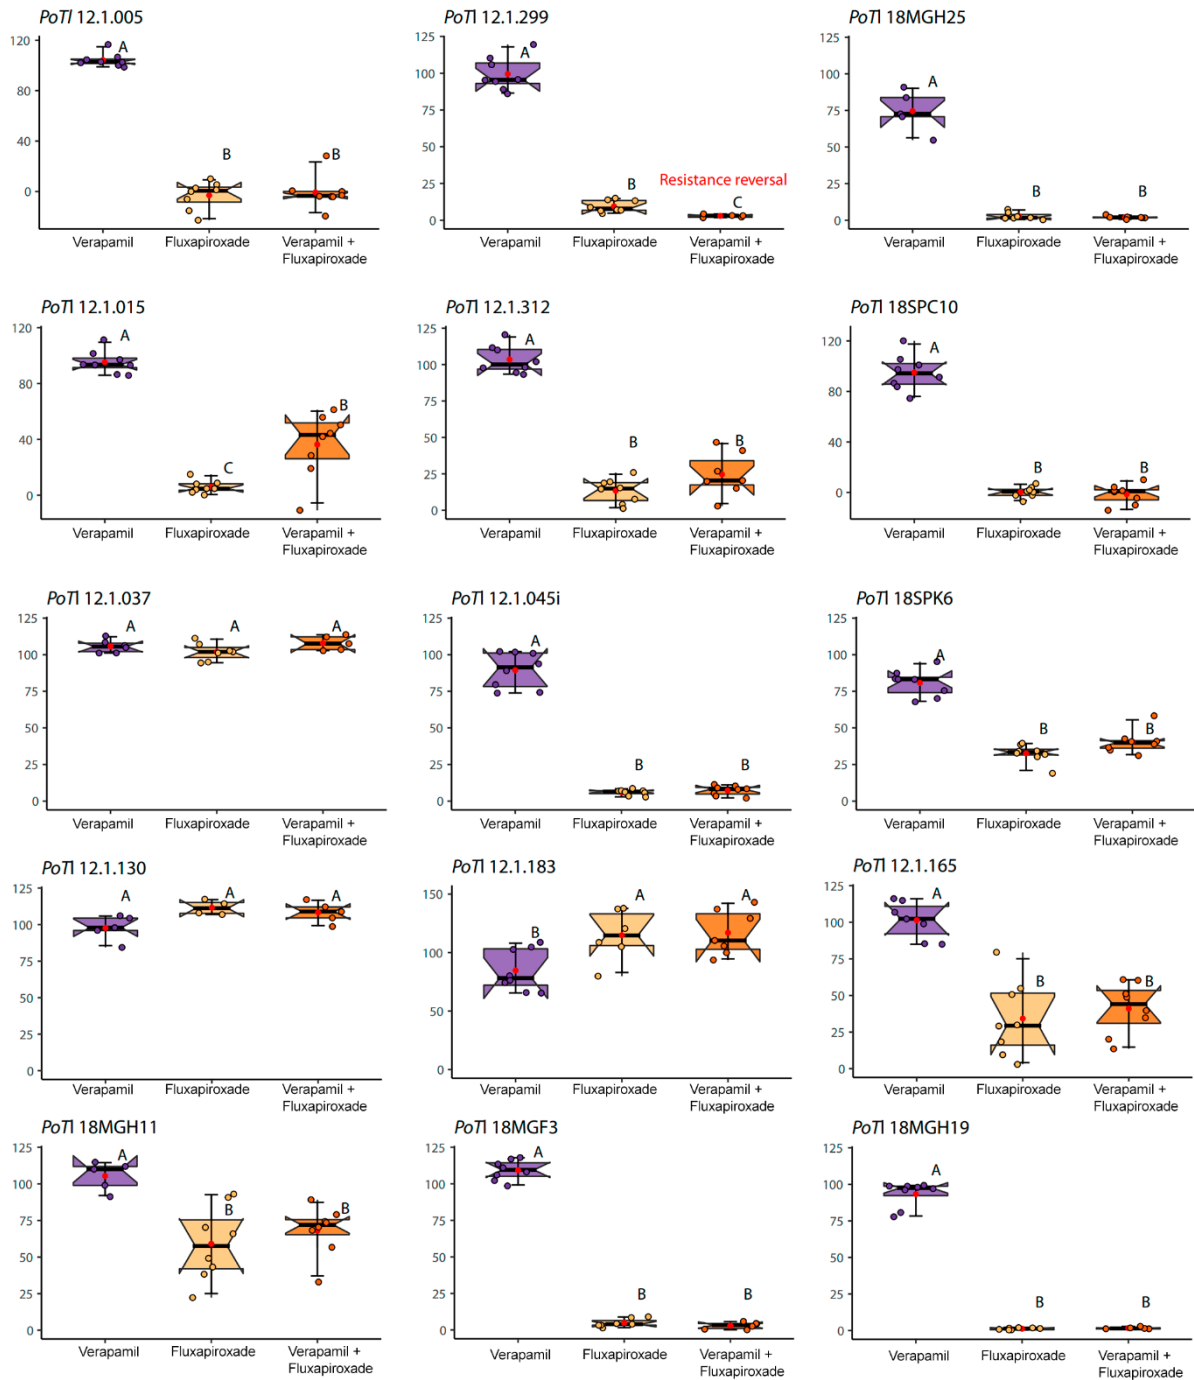 PoTl 12.1.005
120
80
40
0
A
B
B
Verapamil
Fluxapiroxade
Verapamil +
Fluxapiroxade
PoTl 12.1.299
125
100
75
50
25
0
A
B
Resistance reversal
C
Verapamil
Fluxapiroxade
Verapamil +
Fluxapiroxade
PoTl 18MGH25
125
100
75
50
25
0
A
B
B
Verapamil
Fluxapiroxade
Verapamil +
Fluxapiroxade
PoTl 12.1.015
120
80
40
0
A
C
B
Verapamil
Fluxapiroxade
Verapamil +
Fluxapiroxade
PoTl 12.1.312
125
100
75
50
25
0
A
B
B
Verapamil
Fluxapiroxade
Verapamil +
Fluxapiroxade
PoTl 18SPC10
120
80
40
0
A
B
B
Verapamil
Fluxapiroxade
Verapamil +
Fluxapiroxade
PoTl 12.1.037
125
100
75
50
25
0
A
A
A
Verapamil
Fluxapiroxade
Verapamil +
Fluxapiroxade
PoTl 12.1.045i
125
100
75
50
25
0
A
B
B
Verapamil
Fluxapiroxade
Verapamil +
Fluxapiroxade
PoTl 18SPK6
125
100
75
50
25
0
A
B
B
Verapamil
Fluxapiroxade
Verapamil +
Fluxapiroxade
PoTl 12.1.130
125
100
75
50
25
0
A
A
A
Verapamil
Fluxapiroxade
Verapamil +
Fluxapiroxade
PoTl 12.1.183
150
100
50
0
B
A
A
Verapamil
Fluxapiroxade
Verapamil +
Fluxapiroxade
PoTl 12.1.165
125
100
75
50
25
0
A
B
B
Verapamil
Fluxapiroxade
Verapamil +
Fluxapiroxade
PoTl 18MGH11
125
100
75
50
25
0
A
B
B
Verapamil
Fluxapiroxade
Verapamil +
Fluxapiroxade
PoTl 18MGF3
125
100
75
50
25
0
A
B
B
Verapamil
Fluxapiroxade
Verapamil +
Fluxapiroxade
PoTl 18MGH19
125
100
75
50
25
0
A
B
B
Verapamil
Fluxapiroxade
Verapamil +
Fluxapiroxade